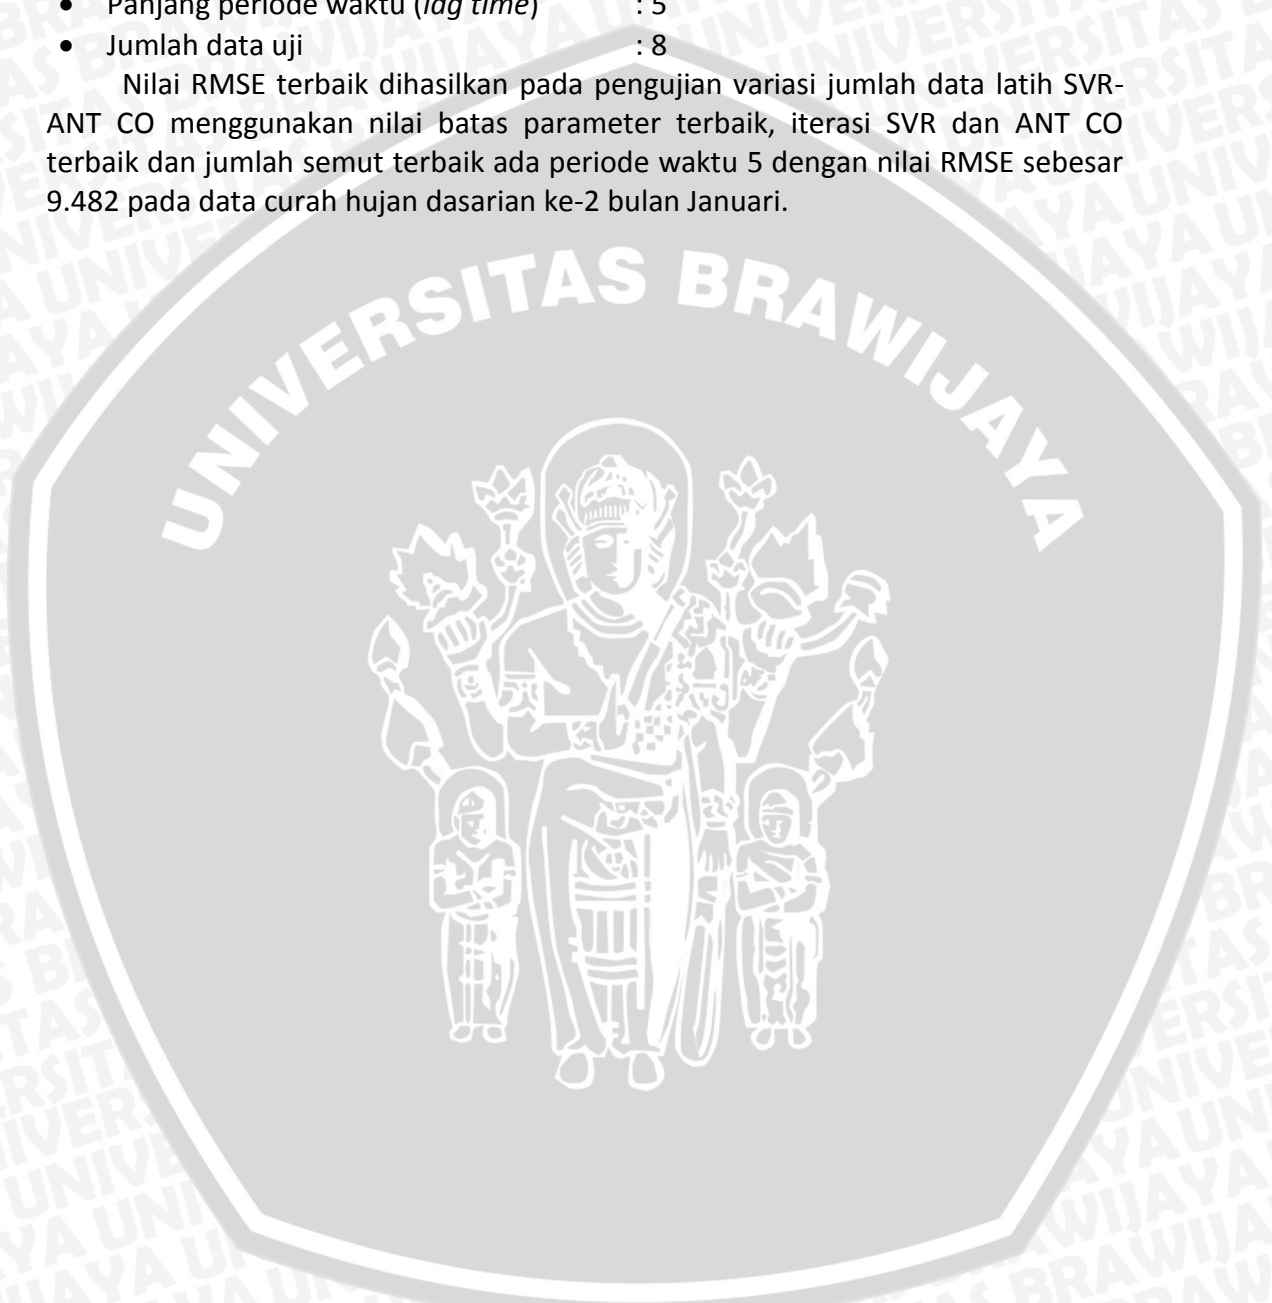 • Panjang periode waktu (lag time) : 5
• Jumlah data uji : 8
Nilai RMSE terbaik dihasilkan pada pengujian variasi jumlah data latih SVR-
ANT CO menggunakan nilai batas parameter terbaik, iterasi SVR dan ANT CO
terbaik dan jumlah semut terbaik ada periode waktu 5 dengan nilai RMSE sebesar
9.482 pada data curah hujan dasarian ke-2 bulan Januari.
UNIVERSITAS BRAWIJAYA